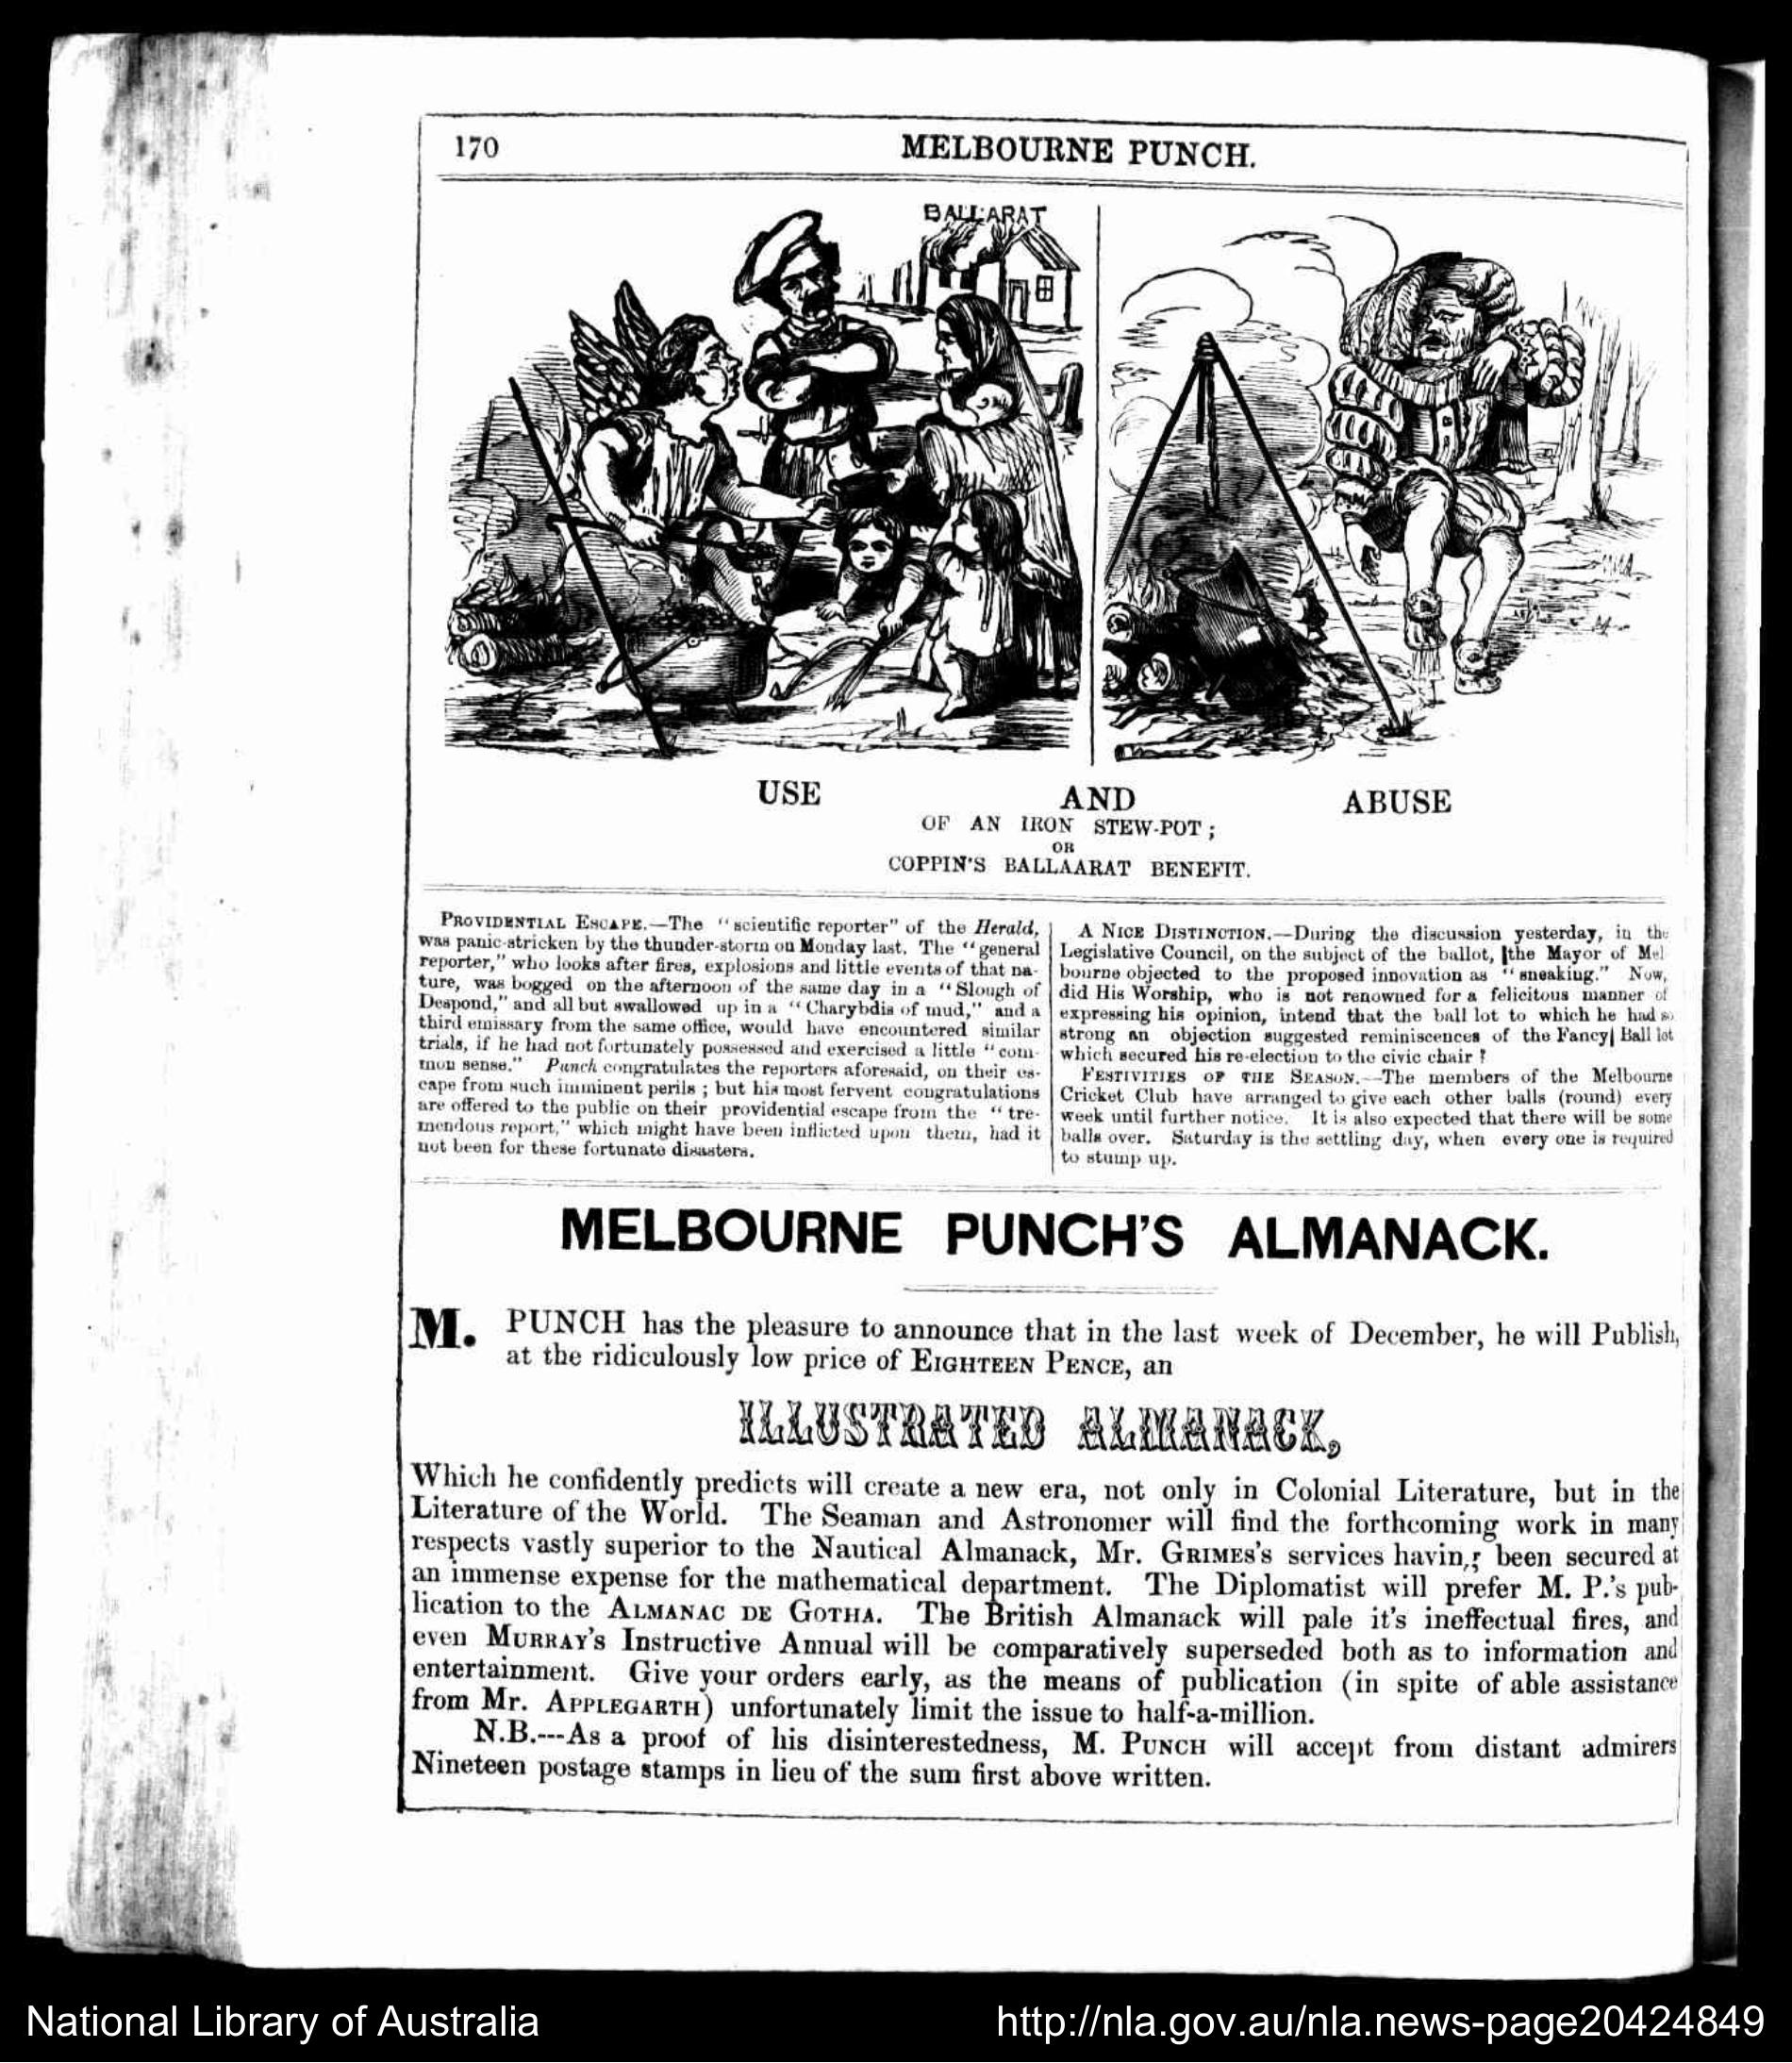 170
MELBOURNE PUNCH.
BALLARAT
USE AND ABUSE
OF AN IRON STEW-POT;
OR
COPPIN'S BALLAARAT BENEFIT.
PROVIDENTIAL ESCAPE.—The "scientific reporter" of the Herald,
was panic-stricken by the thunder-storm on Monday last. The "general
reporter," who looks after fires, explosions and little events of that na-
ture, was bogged on the afternoon of the same day in a "Slough of
Despond," and all but swallowed up in a "Charybdis of mud," and a
third emissary from the same office, would have encountered similar
trials, if he had not fortunately possessed and exercised a little "com-
mon sense." Punch congratulates the reporters aforesaid, on their es-
cape from such imminent perils; but his most fervent congratulations
are offered to the public on their providential escape from the "tre-
mendous report," which might have been inflicted upon them, had it
not been for these fortunate disasters.
A NICE DISTINCTION.—During the discussion yesterday, in the
Legislative Council, on the subject of the ballot, the Mayor of Mel
bourne objected to the proposed innovation as "sneaking." Now,
did His Worship, who is not renowned for a felicitous manner of
expressing his opinion, intend that the ball lot to which he had so
strong an objection suggested reminiscences of the Fancy Ball lot
which secured his re-election to the civic chair?
FESTIVITIES OF THE SEASON.—The members of the Melbourne
Cricket Club have arranged to give each other balls (round) every
week until further notice. It is also expected that there will be some
balls over. Saturday is the settling day, when every one is required
to stump up.
MELBOURNE PUNCH'S ALMANACK.
M. PUNCH has the pleasure to announce that in the last week of December, he will Publish,
at the ridiculously low price of EIGHTEEN PENCE, an
ILLUSTRATED ALMANACK,
Which he confidently predicts will create a new era, not only in Colonial Literature, but in the
Literature of the World. The Seaman and Astronomer will find the forthcoming work in many
respects vastly superior to the Nautical Almanack, Mr. GRIMES'S services having been secured at
an immense expense for the mathematical department. The Diplomatist will prefer M. P.'s pub-
lication to the ALMANAC DE GOTHA. The British Almanack will pale it's ineffectual fires, and
even MURRAY'S Instructive Annual will be comparatively superseded both as to information and
entertainment. Give your orders early, as the means of publication (in spite of able assistance
from Mr. APPLEGARTH) unfortunately limit the issue to half-a-million.
N.B.---As a proof of his disinterestedness, M. PUNCH will accept from distant admirers
Nineteen postage stamps in lieu of the sum first above written.
National Library of Australia
http://nla.gov.au/nla.news-page20424849